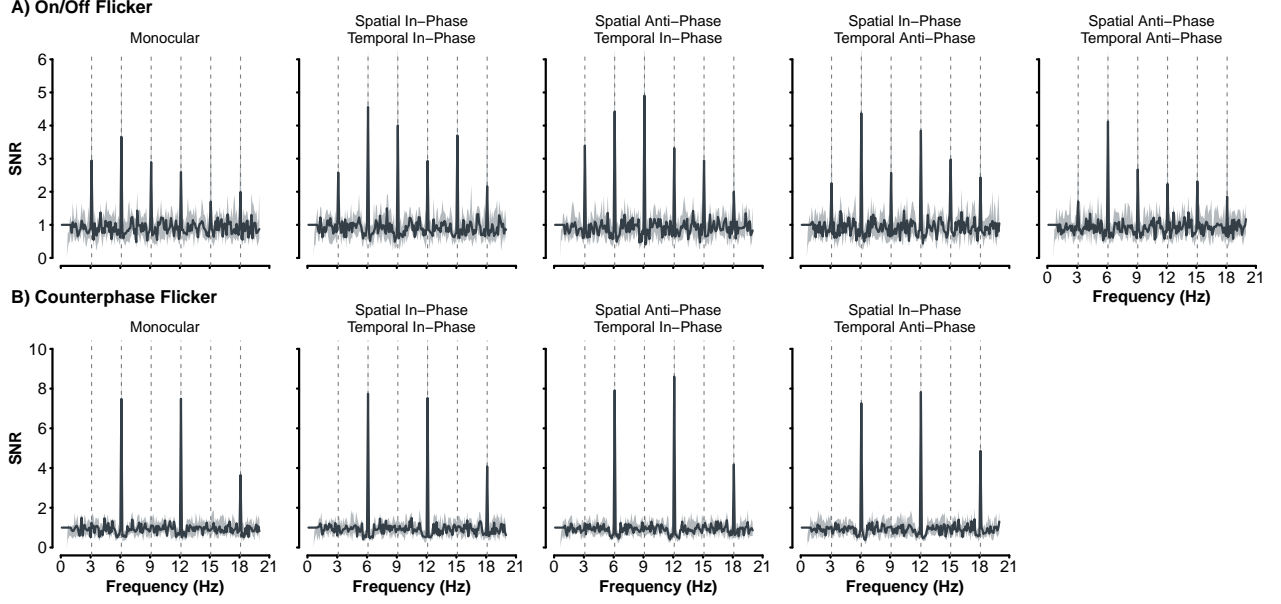 A) On/Off Flicker
Monocular
Spatial In−Phase
Temporal In−Phase
Spatial Anti−Phase
Temporal In−Phase
Spatial In−Phase
Temporal Anti−Phase
Spatial Anti−Phase
Temporal Anti−Phase
SNR
6
5
4
3
2
1
0
0 3 6 9 12 15 18 21
Frequency (Hz)
B) Counterphase Flicker
Monocular
Spatial In−Phase
Temporal In−Phase
Spatial Anti−Phase
Temporal In−Phase
Spatial In−Phase
Temporal Anti−Phase
SNR
10
8
6
4
2
0
0 3 6 9 12 15 18 21
0 3 6 9 12 15 18 21
0 3 6 9 12 15 18 21
0 3 6 9 12 15 18 21
Frequency (Hz)
Frequency (Hz)
Frequency (Hz)
Frequency (Hz)